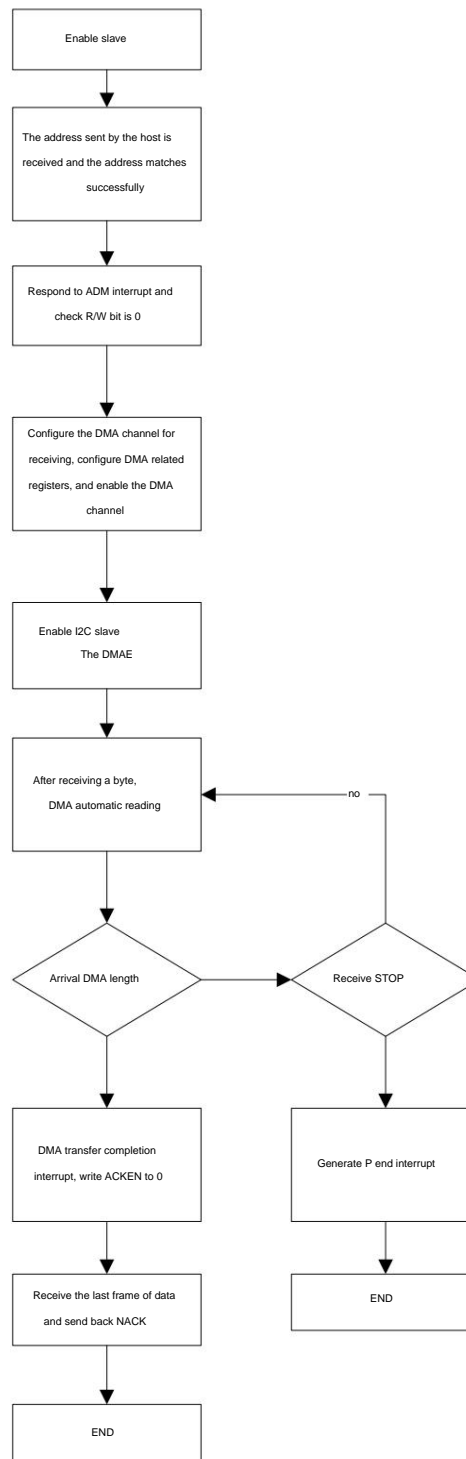 Enable slave
The address sent by the host is
received and the address matches
successfully
Respond to ADM interrupt and
check R/W bit is 0
Configure the DMA channel for
receiving, configure DMA related
registers, and enable the DMA
channel
Enable I2C slave
The DMAE
After receiving a byte,
DMA automatic reading
no
Arrival DMA length
Receive STOP
DMA transfer completion
interrupt, write ACKEN to 0
Generate P end interrupt
Receive the last frame of data
and send back NACK
END
END